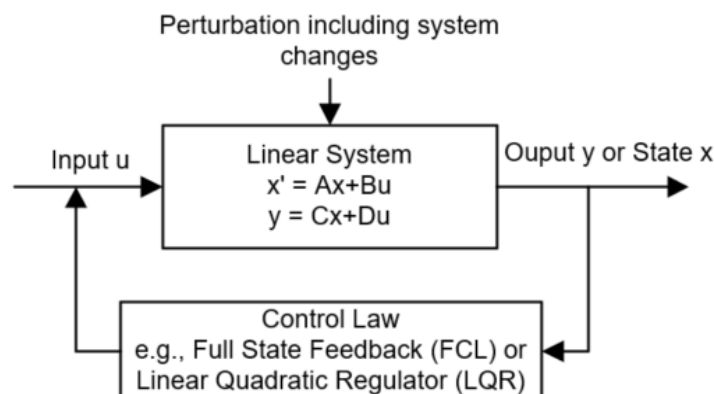 Perturbation including system
changes
Input u
Linear System
x' = Ax+Bu
y = Cx+Du
Ouput y or State x
Control Law
e.g., Full State Feedback (FCL) or
Linear Quadratic Regulator (LQR)